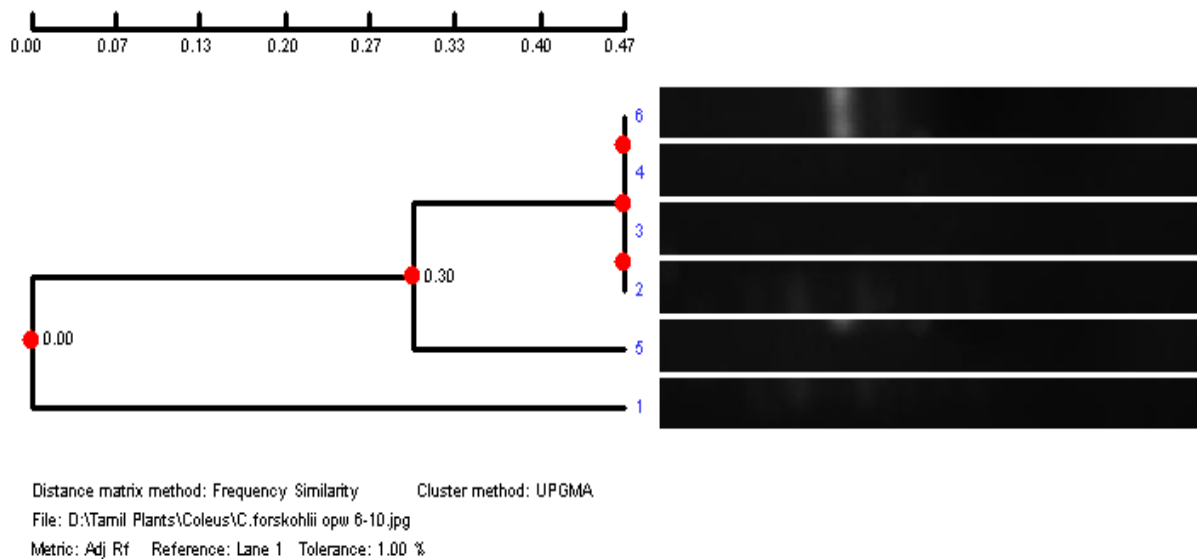 0.00 0.07 0.13 0.20 0.27 0.33 0.40 0.47
6
4
3
0.30
2
0.00
5
1
Distance matrix method: Frequency Similarity Cluster method: UPGMA
File: D:\Tamil Plants\Coleus\C.forskohlii opw 6-10.jpg
Metric: Adj Rf Reference: Lane 1 Tolerance: 1.00 %